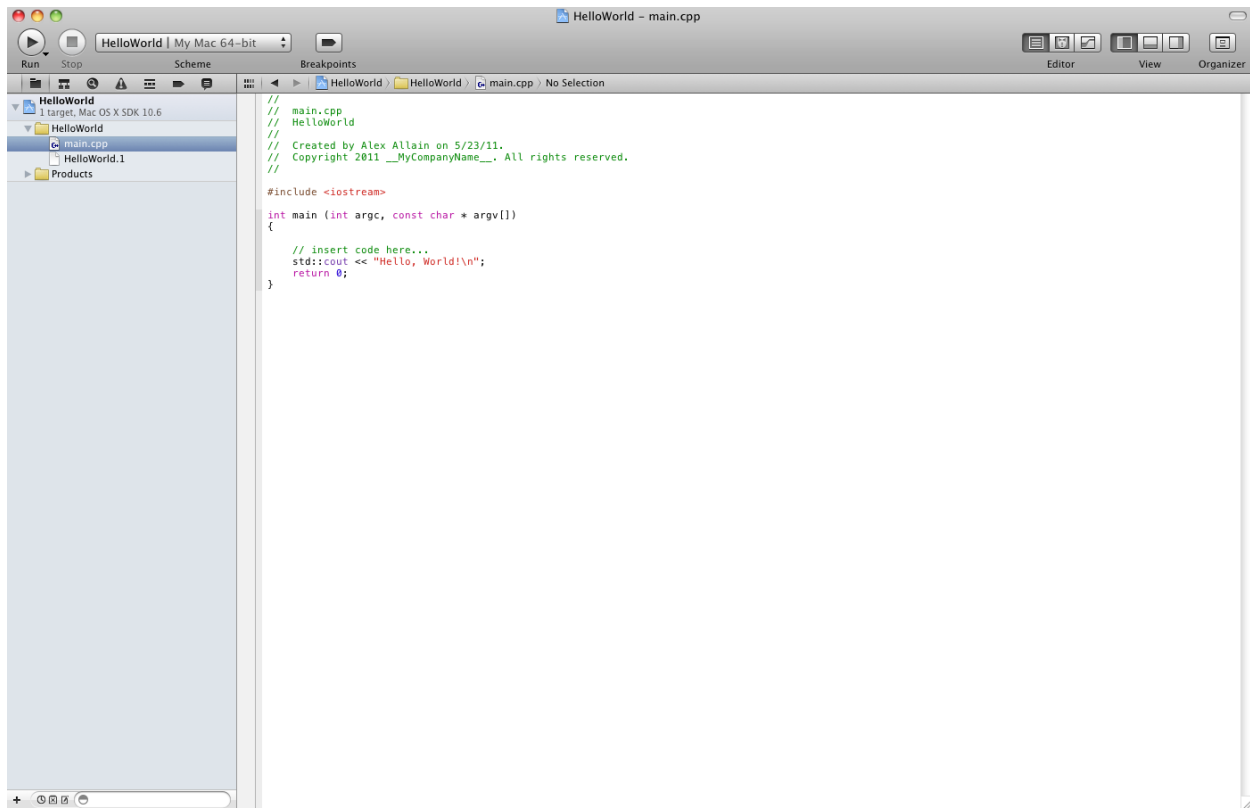 HelloWorld – main.cpp
HelloWorld | My Mac 64-bit
Run Stop Scheme Breakpoints Editor View Organizer
HelloWorld
1 target, Mac OS X SDK 10.6
HelloWorld
main.cpp
HelloWorld.1
Products
HelloWorld › HelloWorld › main.cpp › No Selection
//
//  main.cpp
//  HelloWorld
//
//  Created by Alex Allain on 5/23/11.
//  Copyright 2011 __MyCompanyName__. All rights reserved.
//
#include <iostream>
int main (int argc, const char * argv[])
{
    // insert code here...
    std::cout << "Hello, World!\n";
    return 0;
}